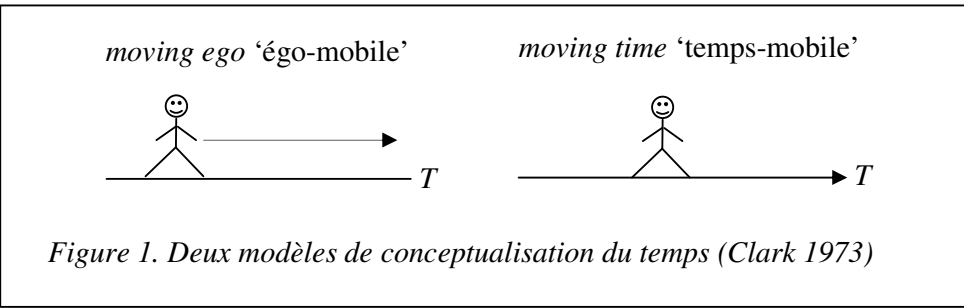 moving ego ‘égo-mobile’
moving time ‘temps-mobile’
T
T
Figure 1. Deux modèles de conceptualisation du temps (Clark 1973)